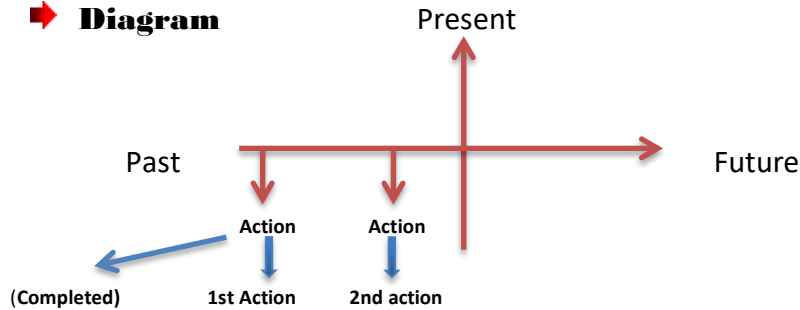 Diagram
Present
Past
Future
Action
Action
(Completed)
1st Action
2nd action